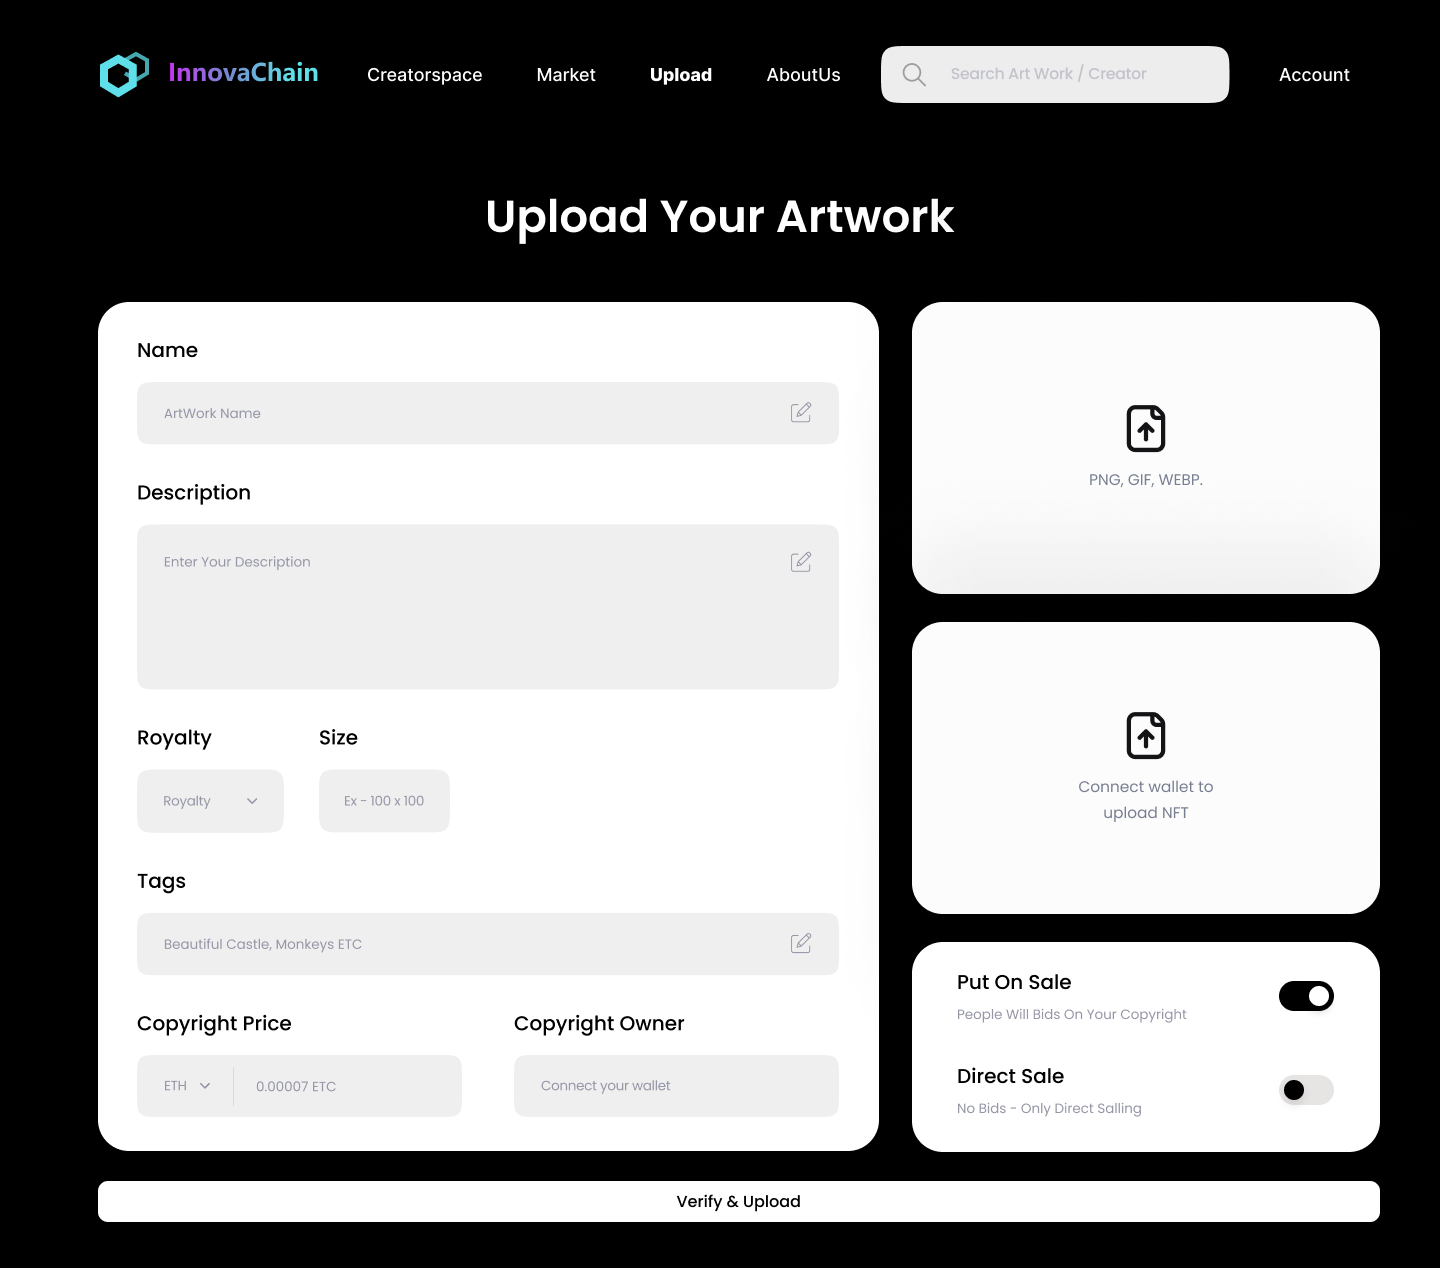 InnovaChain
Creatorspace
Market
Upload
AboutUs
Search Art Work / Creator
Account
Upload Your Artwork
Name
ArtWork Name
Description
Enter Your Description
Royalty
Size
Royalty
Ex - 100 x 100
Tags
Beautiful Castle, Monkeys ETC
Copyright Price
Copyright Owner
ETH
0.00007 ETC
Connect your wallet
PNG, GIF, WEBP.
Connect wallet to
upload NFT
Put On Sale
People Will Bids On Your Copyright
Direct Sale
No Bids - Only Direct Salling
Verify & Upload